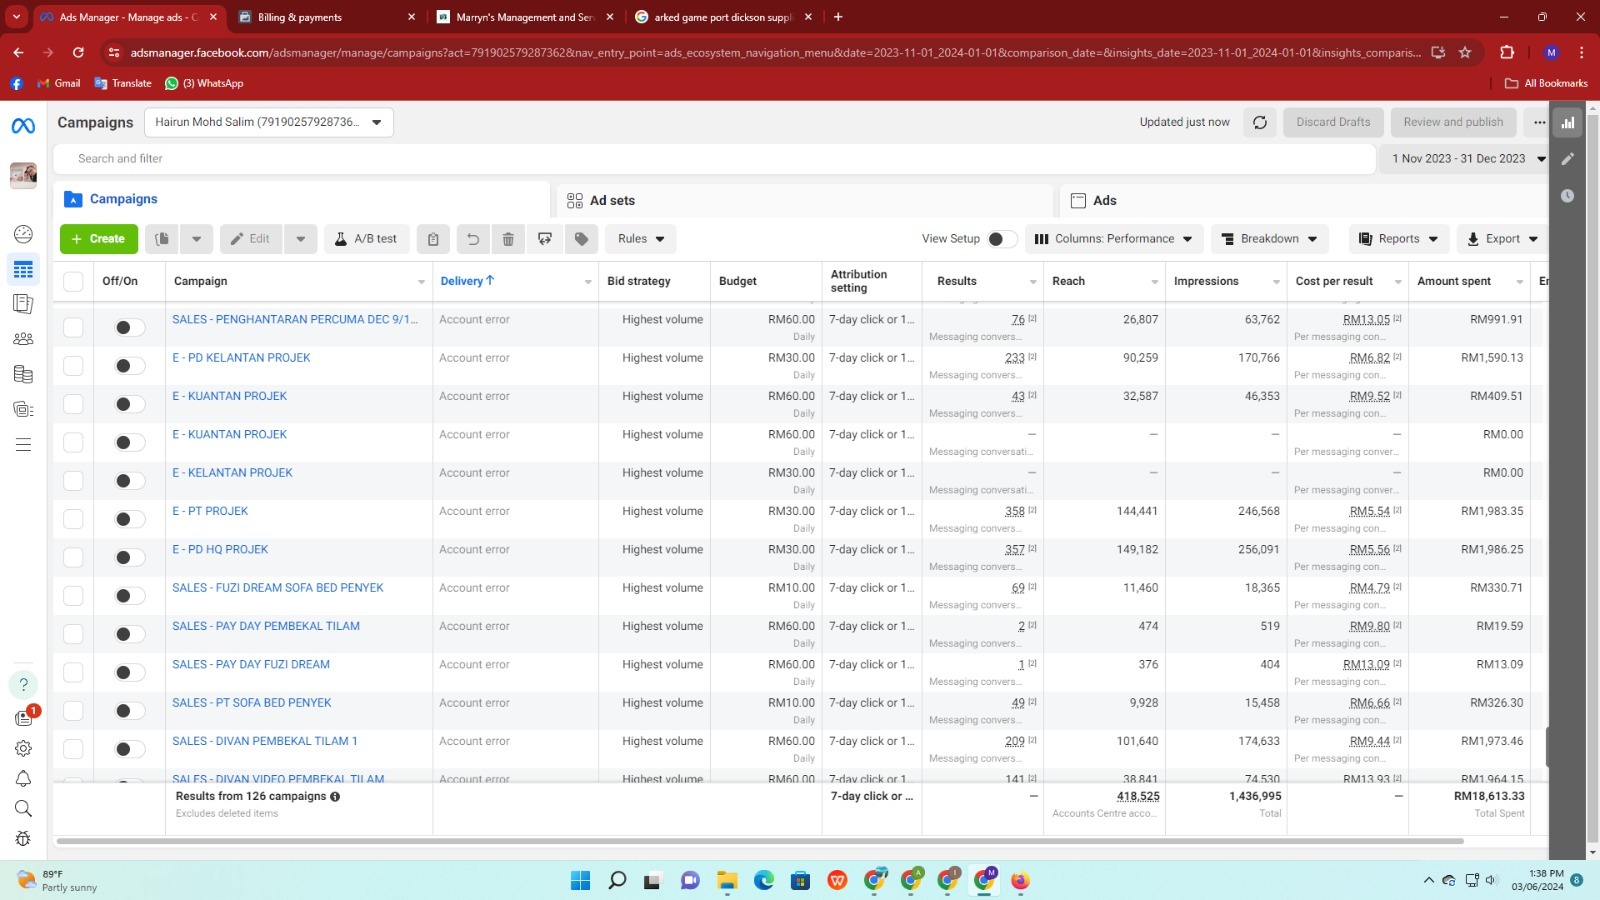 Ads Manager - Manage ads - C
Billing & payments
Marryn's Management and Ser
arked game port dickson suppl
adsmanager.facebook.com/adsmanager/manage/campaigns?act=791902579287362&nav_entry_point=ads_ecosystem_navigation_menu&date=2023-11-01_2024-01-01&comparison_date=&insights_date=2023-11-01_2024-01-01&insights_comparis...
M
Gmail
Translate
(3) WhatsApp
All Bookmarks
Campaigns
Hairun Mohd Salim (79190257928736...
Updated just now
Discard Drafts
Review and publish
Search and filter
1 Nov 2023 - 31 Dec 2023
Campaigns
Ad sets
Ads
+ Create
Edit
A/B test
Rules
View Setup
Columns: Performance
Breakdown
Reports
Export
Off/On Campaign Delivery ↑ Bid strategy Budget Attribution setting Results Reach Impressions Cost per result Amount spent En
SALES - PENGHANTARAN PERCUMA DEC 9/1... Account error Highest volume RM60.00 7-day click or 1... 76 [2] 26,807 63,762 RM13.05 [2] RM991.91
Daily Messaging convers... Per messaging con...
E - PD KELANTAN PROJEK Account error Highest volume RM30.00 7-day click or 1... 233 [2] 90,259 170,766 RM6.82 [2] RM1,590.13
Daily Messaging convers... Per messaging con...
E - KUANTAN PROJEK Account error Highest volume RM60.00 7-day click or 1... 43 [2] 32,587 46,353 RM9.52 [2] RM409.51
Daily Messaging convers... Per messaging con...
E - KUANTAN PROJEK Account error Highest volume RM60.00 7-day click or 1... — — — — RM0.00
Daily Messaging conversati... Per messaging conver...
E - KELANTAN PROJEK Account error Highest volume RM30.00 7-day click or 1... — — — — RM0.00
Daily Messaging conversati... Per messaging conver...
E - PT PROJEK Account error Highest volume RM30.00 7-day click or 1... 358 [2] 144,441 246,568 RM5.54 [2] RM1,983.35
Daily Messaging convers... Per messaging con...
E - PD HQ PROJEK Account error Highest volume RM30.00 7-day click or 1... 357 [2] 149,182 256,091 RM5.56 [2] RM1,986.25
Daily Messaging convers... Per messaging con...
SALES - FUZI DREAM SOFA BED PENYEK Account error Highest volume RM10.00 7-day click or 1... 69 [2] 11,460 18,365 RM4.79 [2] RM330.71
Daily Messaging convers... Per messaging con...
SALES - PAY DAY PEMBEKAL TILAM Account error Highest volume RM60.00 7-day click or 1... 2 [2] 474 519 RM9.80 [2] RM19.59
Daily Messaging convers... Per messaging con...
SALES - PAY DAY FUZI DREAM Account error Highest volume RM60.00 7-day click or 1... 1 [2] 376 404 RM13.09 [2] RM13.09
Daily Messaging convers... Per messaging con...
SALES - PT SOFA BED PENYEK Account error Highest volume RM10.00 7-day click or 1... 49 [2] 9,928 15,458 RM6.66 [2] RM326.30
Daily Messaging convers... Per messaging con...
SALES - DIVAN PEMBEKAL TILAM 1 Account error Highest volume RM60.00 7-day click or 1... 209 [2] 101,640 174,633 RM9.44 [2] RM1,973.46
Daily Messaging convers... Per messaging con...
SALES - DIVAN VIDEO PEMBEKAL TILAM Account error Highest volume RM60.00 7-day click or 1... 141 [2] 38,841 74,530 RM13.93 [2] RM1,964.15
Results from 126 campaigns 7-day click or ... — 418,525 1,436,995 — RM18,613.33
Excludes deleted items Accounts Centre acco... Total Total Spent
1
89°F
Partly sunny
1:38 PM
03/06/2024
8